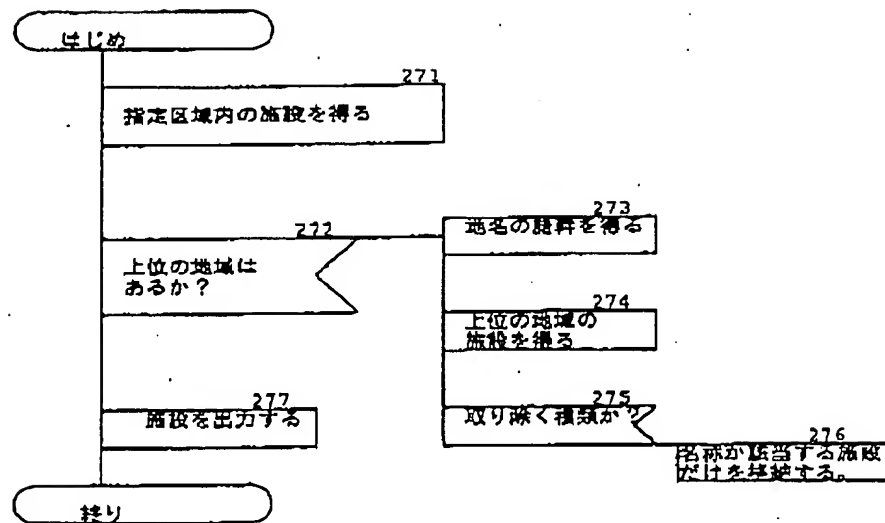 はじめ
271
指定区域内の施設を得る
273
地名の語幹を得る
272
上位の地域は
あるか？
274
上位の地域の
施設を得る
275
取り除く種類か？
277
施設を出力する
276
名称が該当する施設
だけを
する。
終り